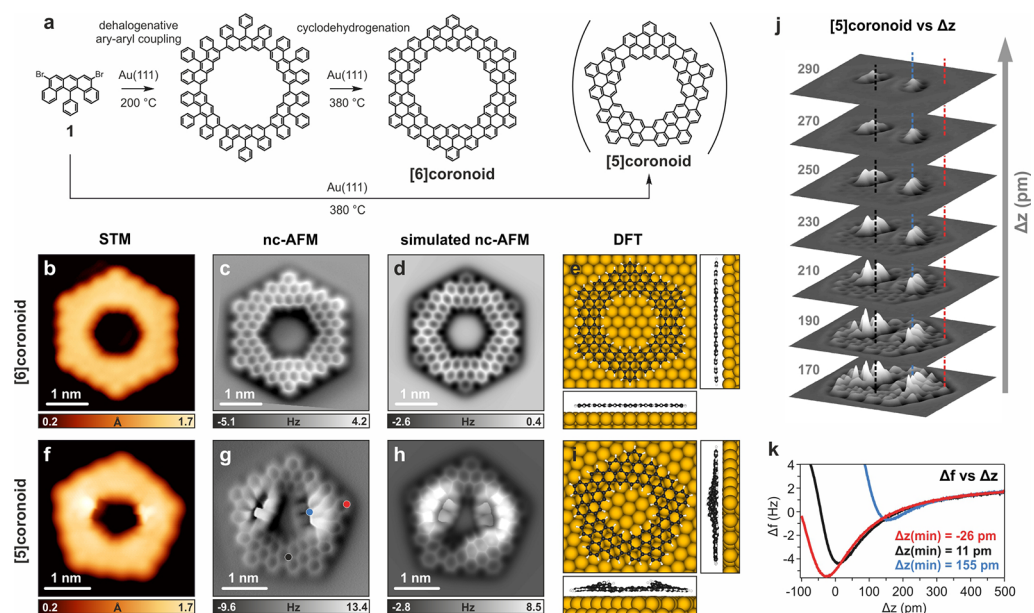 a
dehalogenative
ary-aryl coupling
cyclodehydrogenation
Br
Br
Au(111)
200 °C
Au(111)
380 °C
1
[6]coronoid
[5]coronoid
Au(111)
380 °C
STM
nc-AFM
simulated nc-AFM
DFT
[6]coronoid
b
1 nm
0.2 Å 1.7
c
1 nm
-5.1 Hz 4.2
d
1 nm
-2.6 Hz 0.4
e
[5]coronoid
f
1 nm
0.2 Å 1.7
g
1 nm
-9.6 Hz 13.4
h
1 nm
-2.8 Hz 8.5
i
j
[5]coronoid vs Δz
290
270
250
230
210
190
170
Δz (pm)
k
Δf vs Δz
Δf (Hz)
4
2
0
-2
-4
Δz(min) = -26 pm
Δz(min) = 11 pm
Δz(min) = 155 pm
-100 0 100 200 300 400 500
Δz (pm)